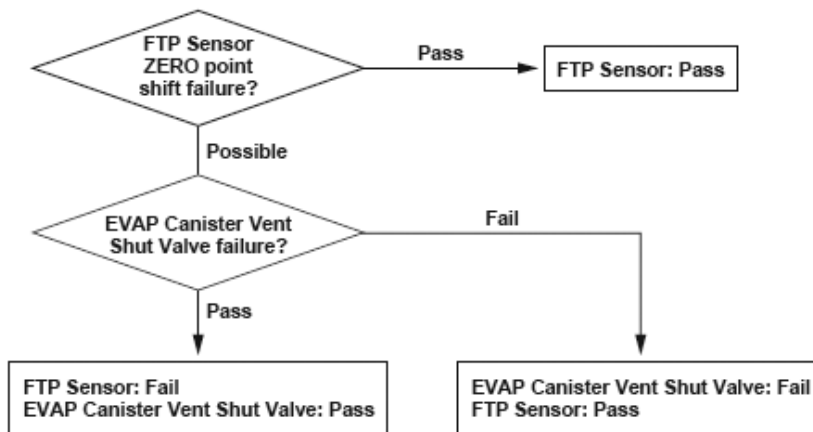 FTP Sensor
ZERO point
shift failure?
Pass
FTP Sensor: Pass
Possible
EVAP Canister Vent
Shut Valve failure?
Fail
Pass
FTP Sensor: Fail
EVAP Canister Vent Shut Valve: Pass
EVAP Canister Vent Shut Valve: Fail
FTP Sensor: Pass